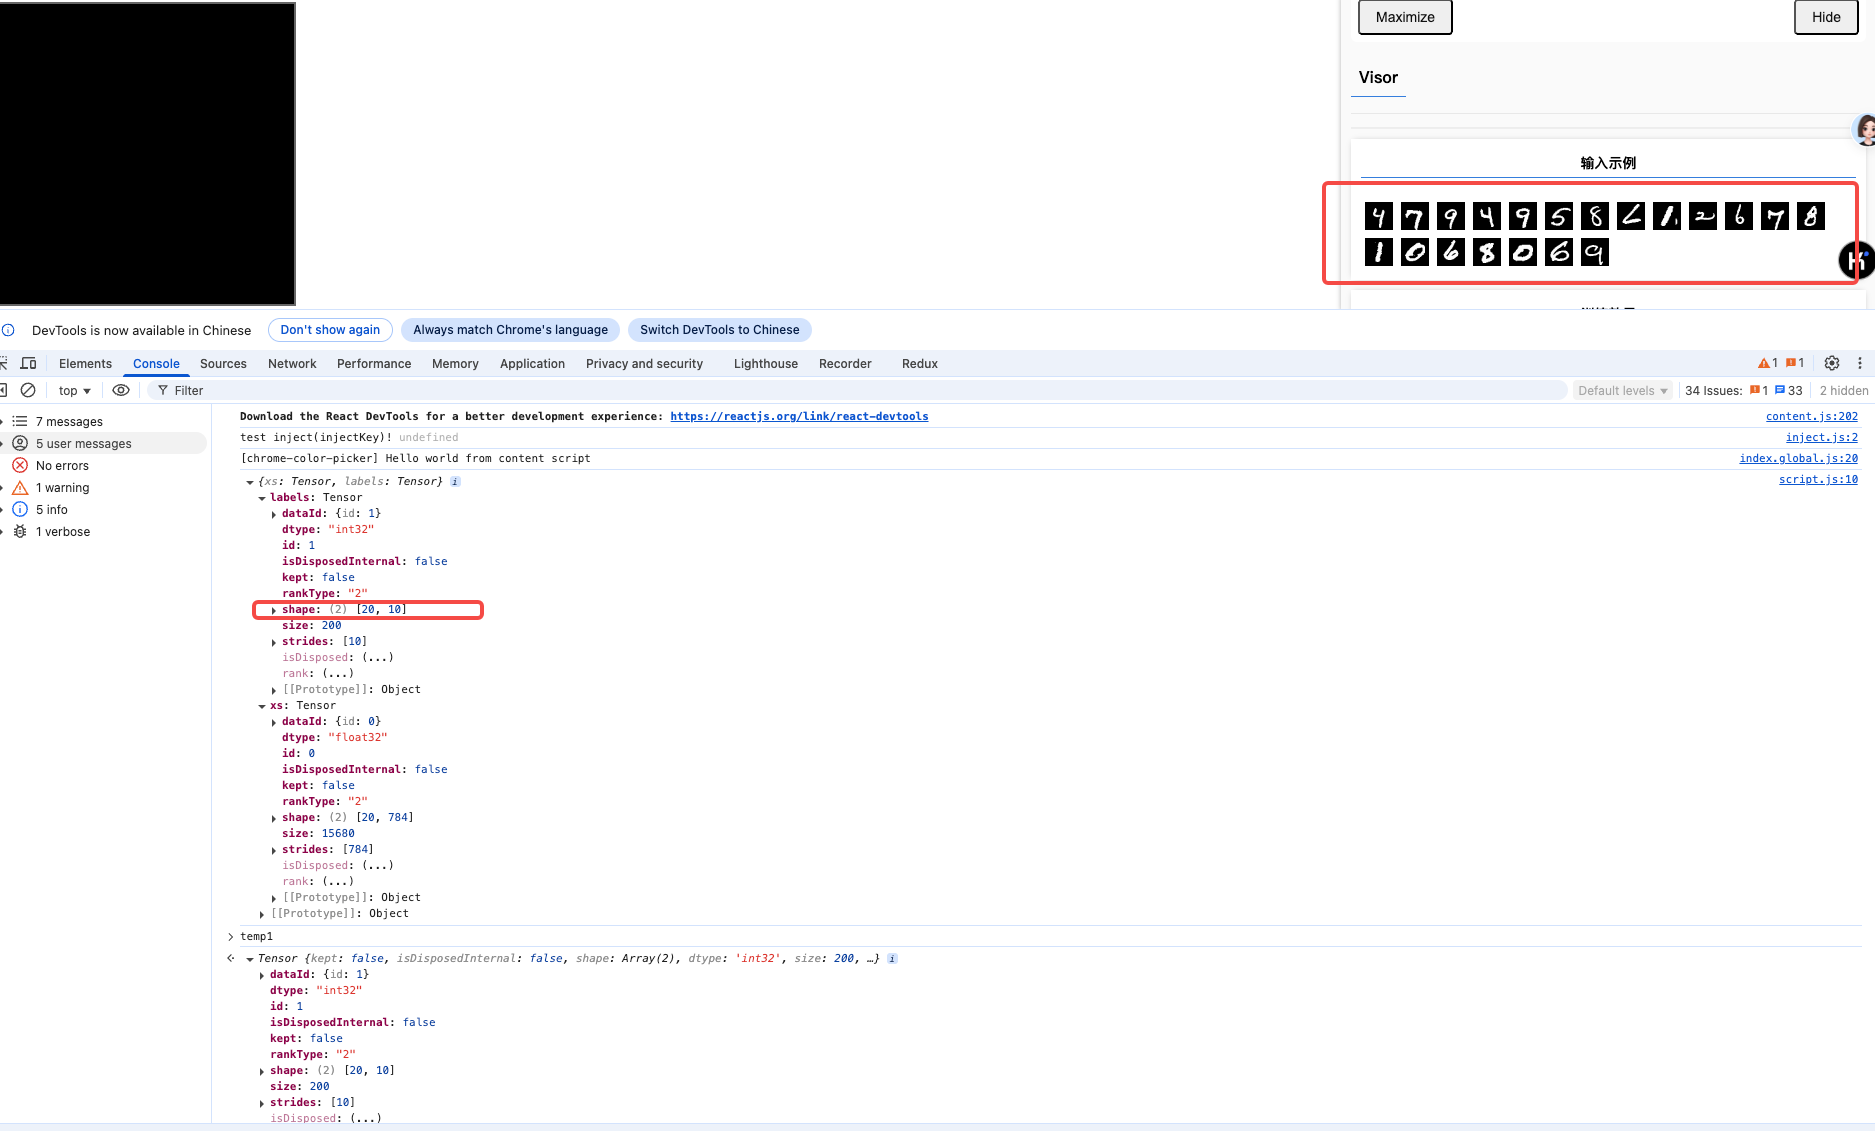 Maximize
Hide
Visor
输入示例
4 7 9 4 9 5 8 1. 2 6 7 8
1 0 6 8 0 6 9
DevTools is now available in Chinese Don't show again Always match Chrome's language Switch DevTools to Chinese
Elements Console Sources Network Performance Memory Application Privacy and security Lighthouse Recorder Redux 1 1
top Filter Default levels 34 Issues: 1 33 2 hidden
7 messages
5 user messages
No errors
1 warning
5 info
1 verbose
Download the React DevTools for a better development experience: https://reactjs.org/link/react-devtools content.js:202
test inject(injectKey)! undefined inject.js:2
[chrome-color-picker] Hello world from content script index.global.js:20
{xs: Tensor, labels: Tensor} i script.js:10
labels: Tensor
dataId: {id: 1}
dtype: "int32"
id: 1
isDisposedInternal: false
kept: false
rankType: "2"
shape: (2) [20, 10]
size: 200
strides: [10]
isDisposed: (...)
rank: (...)
[[Prototype]]: Object
xs: Tensor
dataId: {id: 0}
dtype: "float32"
id: 0
isDisposedInternal: false
kept: false
rankType: "2"
shape: (2) [20, 784]
size: 15680
strides: [784]
isDisposed: (...)
rank: (...)
[[Prototype]]: Object
[[Prototype]]: Object
> temp1
Tensor {kept: false, isDisposedInternal: false, shape: Array(2), dtype: 'int32', size: 200, …} i
dataId: {id: 1}
dtype: "int32"
id: 1
isDisposedInternal: false
kept: false
rankType: "2"
shape: (2) [20, 10]
size: 200
strides: [10]
isDisposed: (...)